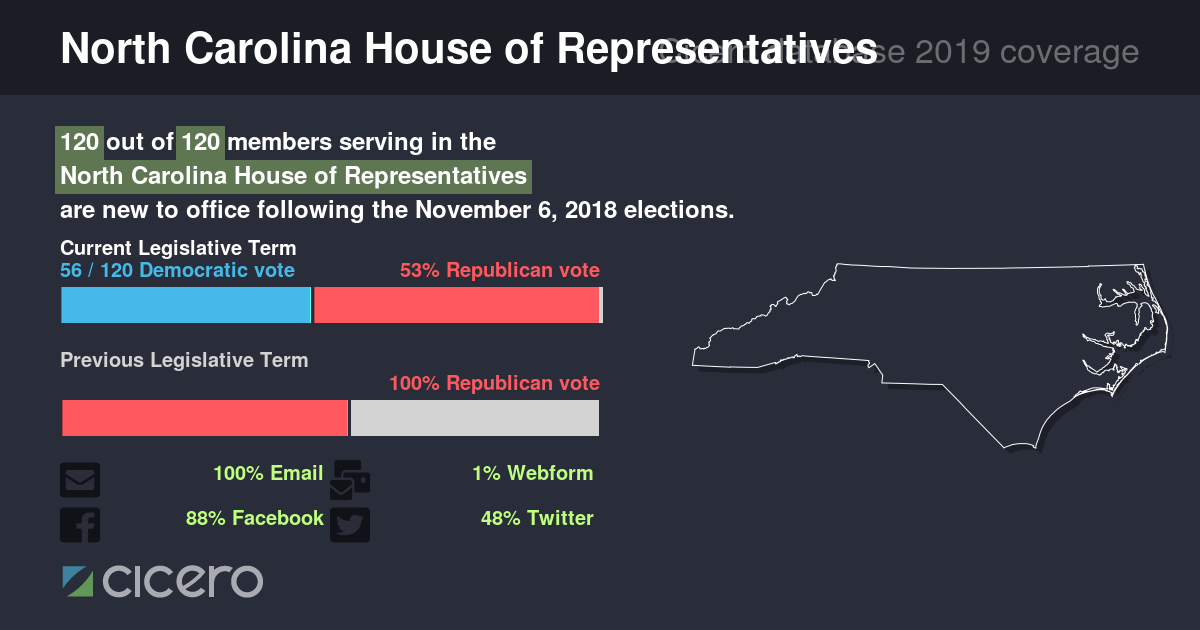 North Carolina House of Representatives
Cicero database 2019 coverage
120 out of 120 members serving in the
North Carolina House of Representatives
are new to office following the November 6, 2018 elections.
Current Legislative Term
56 / 120 Democratic vote 53% Republican vote
Previous Legislative Term
100% Republican vote
100% Email 1% Webform
88% Facebook 48% Twitter
cicero